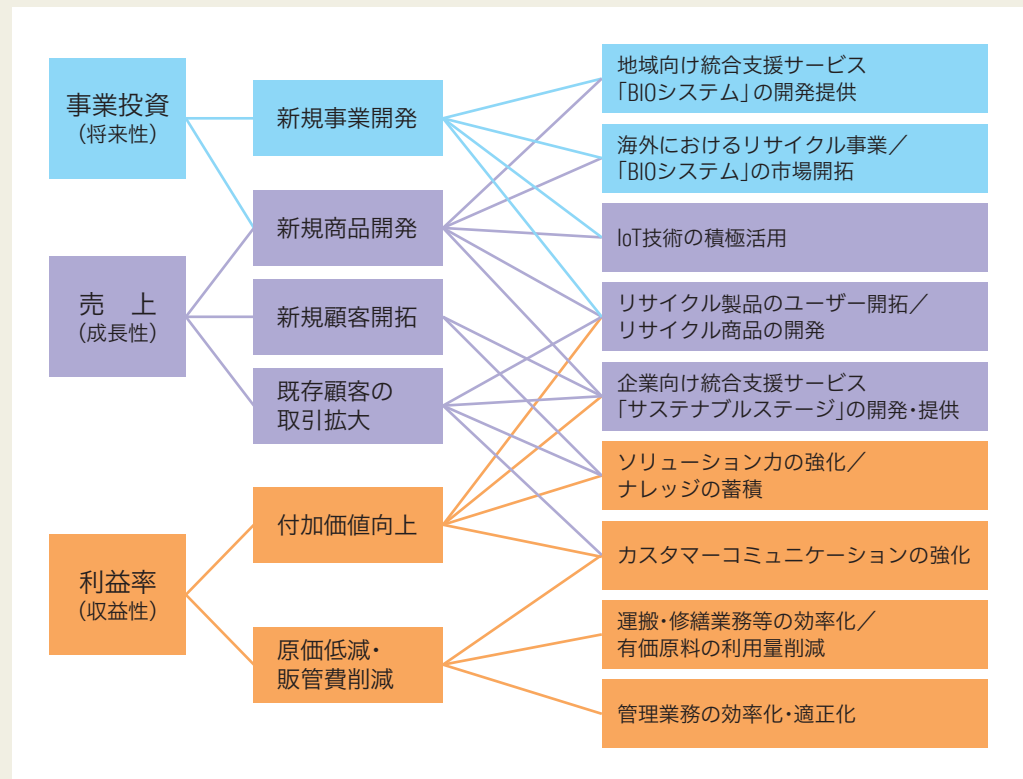 事業投資
（将来性）
売　上
（成長性）
利益率
（収益性）
新規事業開発
新規商品開発
新規顧客開拓
既存顧客の
取引拡大
付加価値向上
原価低減・
販管費削減
地域向け統合支援サービス
「BIOシステム」の開発提供
海外におけるリサイクル事業／
「BIOシステム」の市場開拓
IoT技術の積極活用
リサイクル製品のユーザー開拓／
リサイクル商品の開発
企業向け統合支援サービス
「サステナブルステージ」の開発・提供
ソリューション力の強化／
ナレッジの蓄積
カスタマーコミュニケーションの強化
運搬・修繕業務等の効率化／
有価原料の利用量削減
管理業務の効率化・適正化